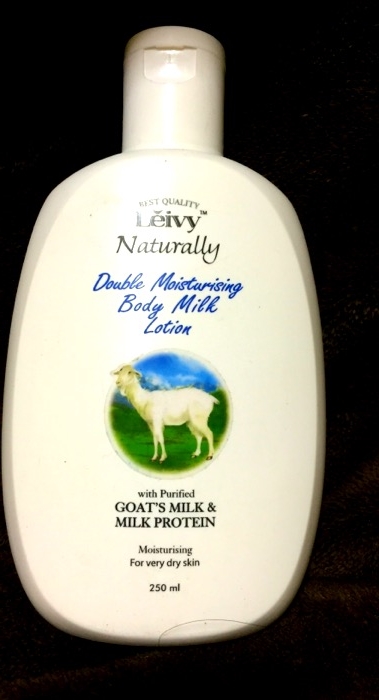 BEST QUALITY
Leivy™
Naturally
Double Moisturising
Body Milk
Lotion
with Purified
GOAT'S MILK &
MILK PROTEIN
Moisturising
For very dry skin
250 ml